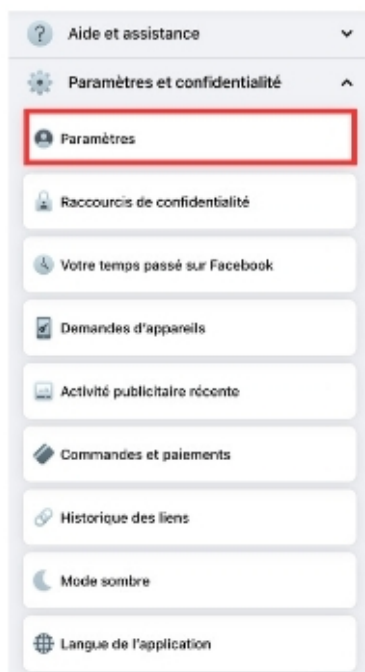 Aide et assistance
Paramètres et confidentialité
Paramètres
Raccourcis de confidentialité
Votre temps passé sur Facebook
Demandes d'appareils
Activité publicitaire récente
Commandes et paiements
Historique des liens
Mode sombre
Langue de l'application